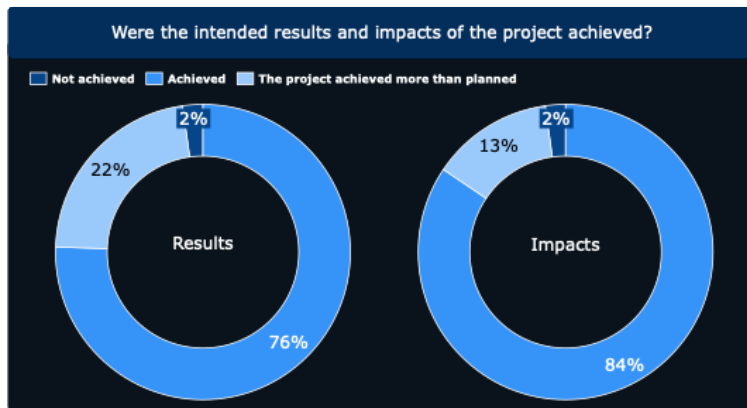 Were the intended results and impacts of the project achieved?
Not achieved Achieved The project achieved more than planned
2%
22%
Results
76%
2%
13%
Impacts
84%